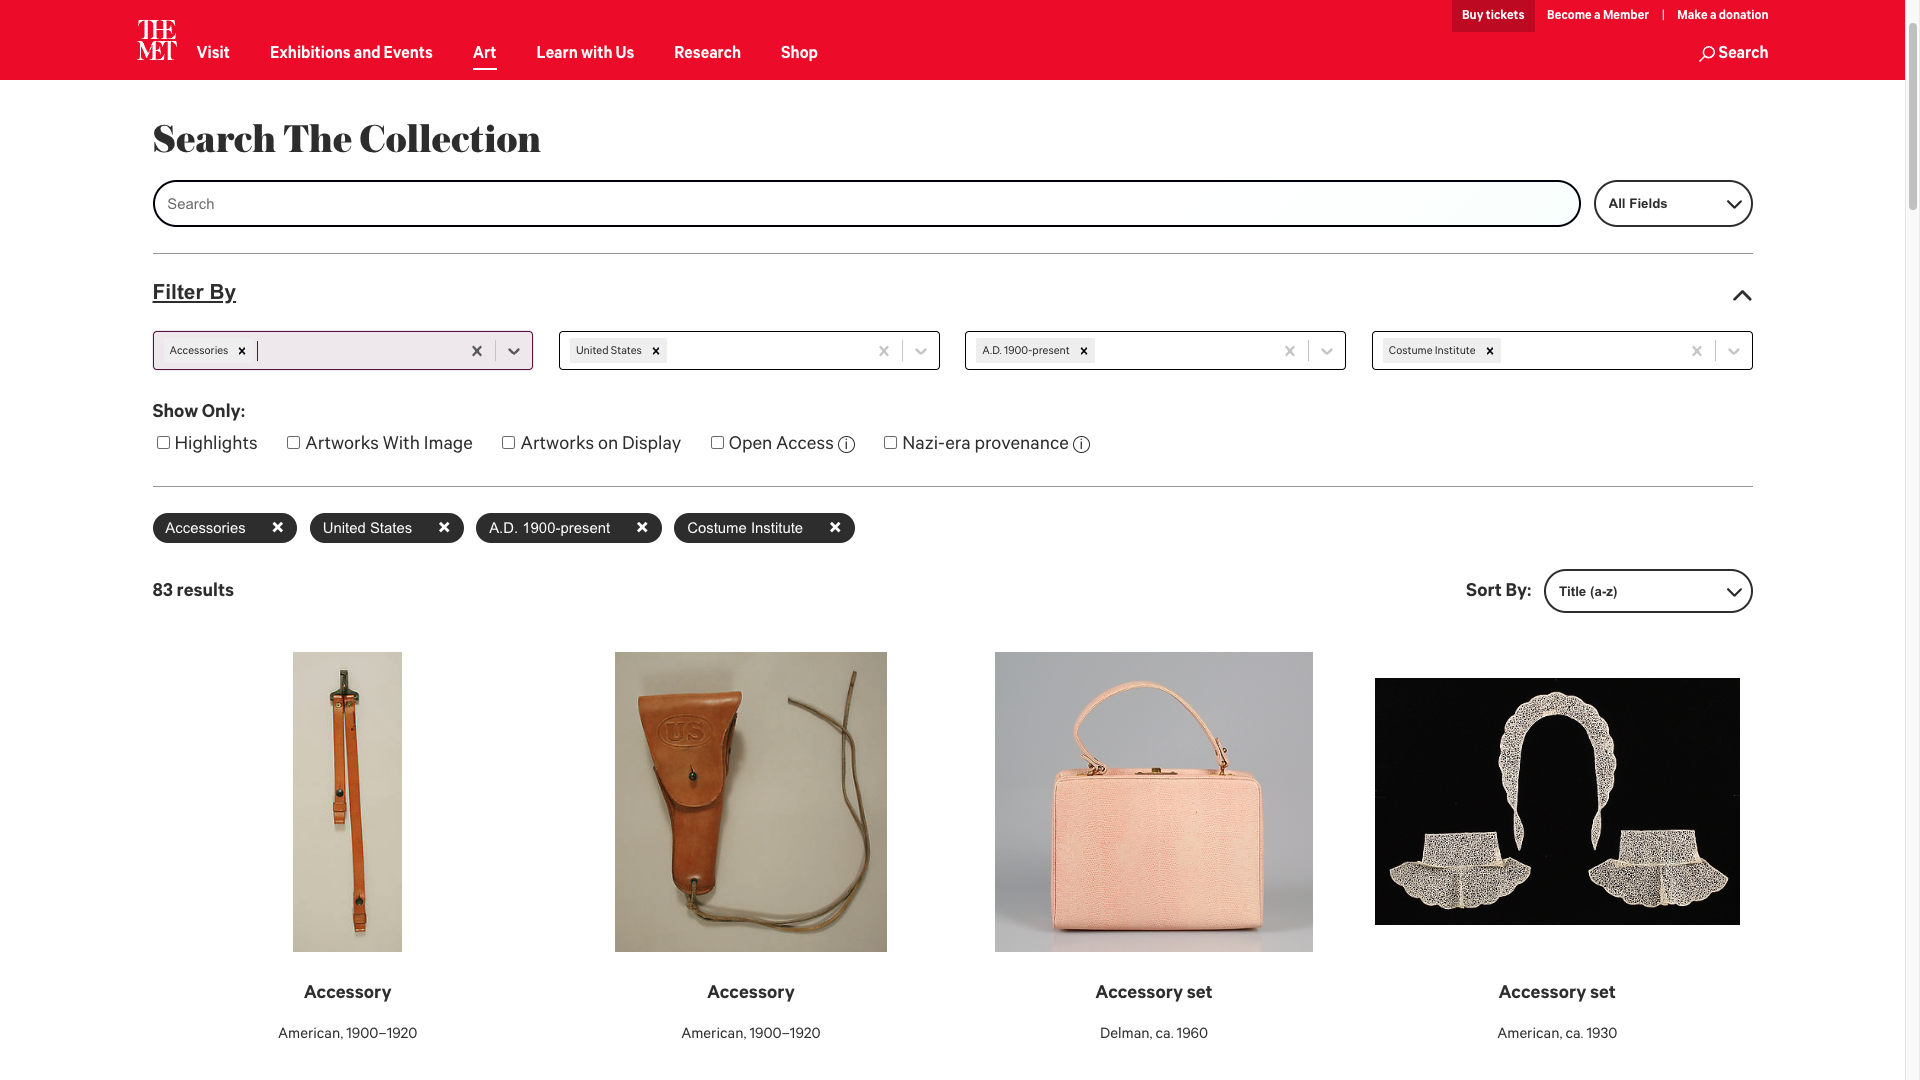 Buy tickets
Become a Member | Make a donation
THE MET
Visit
Exhibitions and Events
Art
Learn with Us
Research
Shop
Search
Search The Collection
Search
All Fields
Filter By
Accessories
United States
A.D. 1900-present
Costume Institute
Show Only:
Highlights
Artworks With Image
Artworks on Display
Open Access
Nazi-era provenance
Accessories
United States
A.D. 1900-present
Costume Institute
83 results
Sort By:
Title (a-z)
US
Accessory
American, 1900–1920
Accessory
American, 1900–1920
Accessory set
Delman, ca. 1960
Accessory set
American, ca. 1930